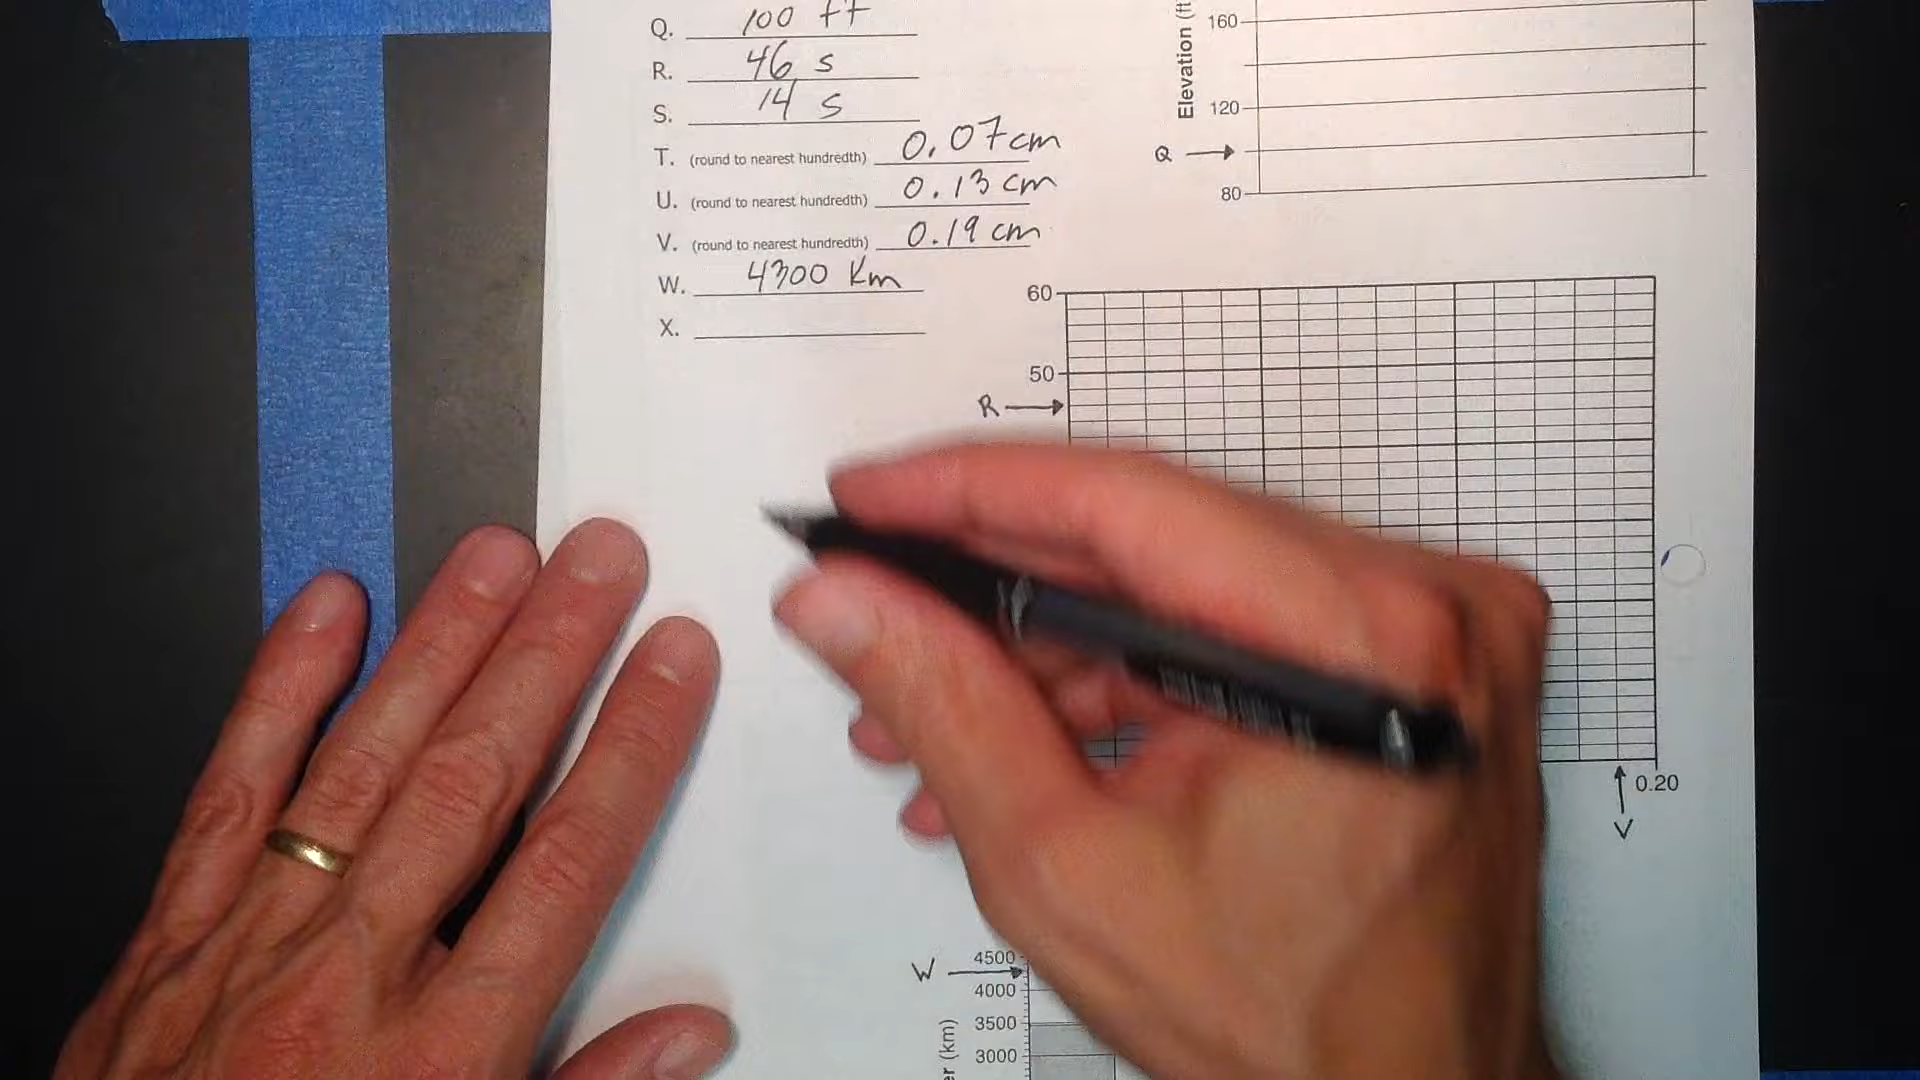 Q. 100 ft
R. 46 s
S. 14 s
T. (round to nearest hundredth) 0.07 cm
U. (round to nearest hundredth) 0.13 cm
V. (round to nearest hundredth) 0.19 cm
W. 4300 Km
X.
Elevation (ft
160
120
Q
80
60
50
R
0.20
V
W
4500
4000
3500
3000
er (km)